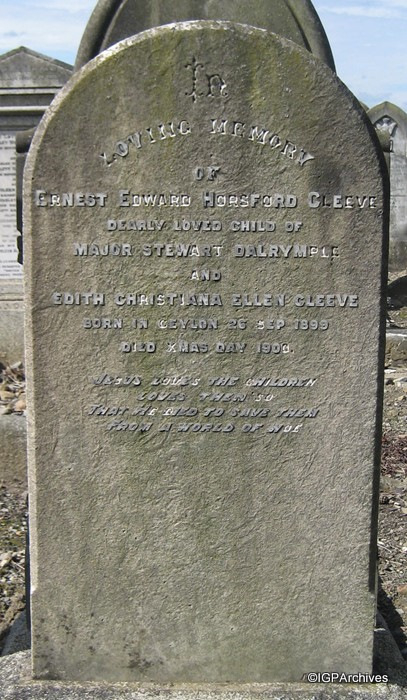 In
LOVING MEMORY
OF
ERNEST EDWARD HORSFORD CLEEVE
DEARLY LOVED CHILD OF
MAJOR STEWART DALRYMPLE
AND
EDITH CHRISTIANA ELLEN CLEEVE
BORN IN CEYLON 26 SEP 1899
DIED XMAS DAY 1906.
JESUS LOVES THE CHILDREN
LOVES THEM SO
THAT HE DIED TO SAVE THEM
FROM A WORLD OF WOE
©IGPArchives